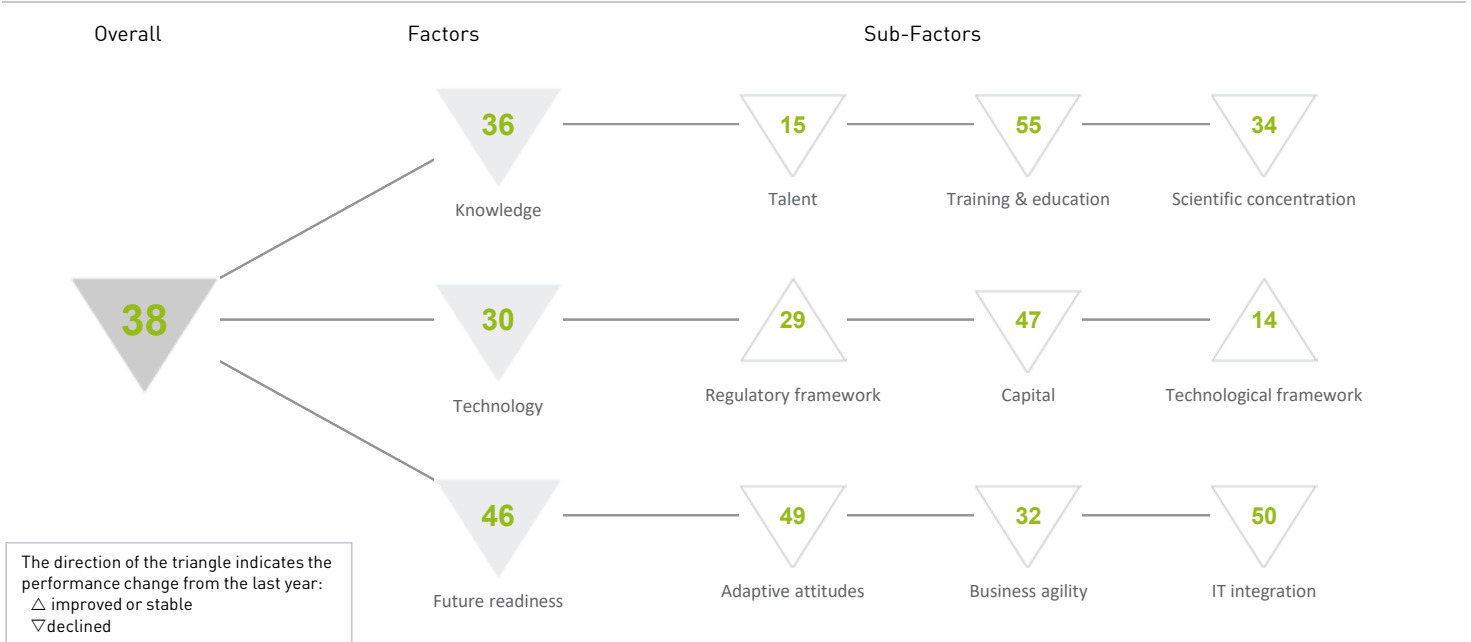 Overall Factors Sub-Factors
36 15 55 34
Knowledge Talent Training & education Scientific concentration
38 30 29 47 14
Technology Regulatory framework Capital Technological framework
46 49 32 50
Future readiness Adaptive attitudes Business agility IT integration
The direction of the triangle indicates the
performance change from the last year:
△ improved or stable
▽declined